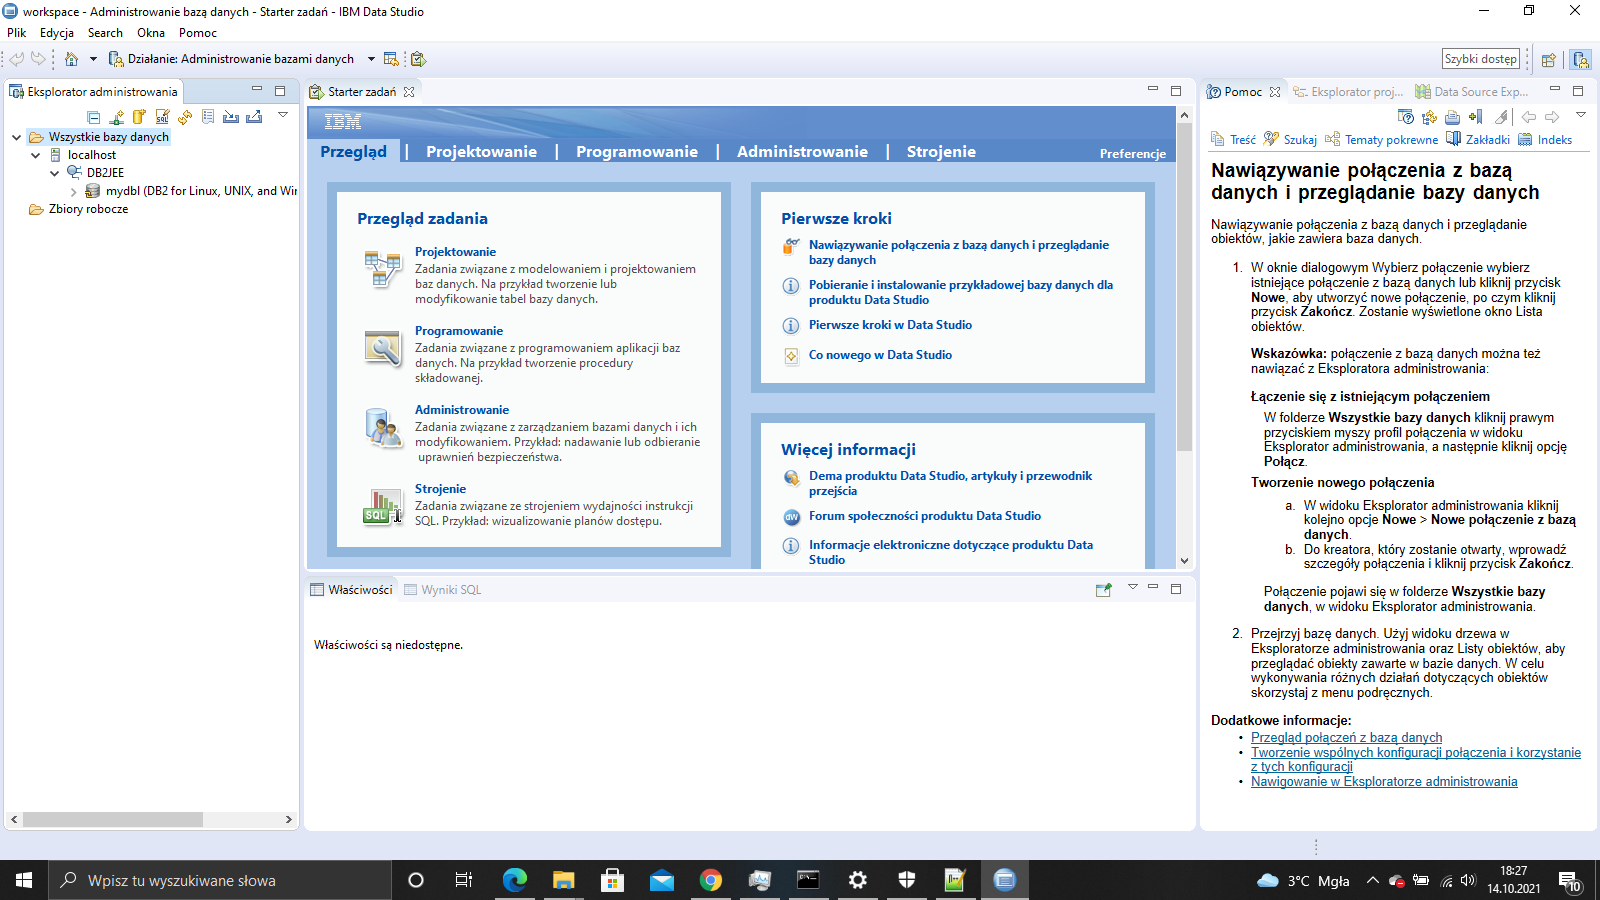 workspace - Administrowanie bazą danych - Starter zadań - IBM Data Studio
Plik Edycja Search Okna Pomoc
Działanie: Administrowanie bazami danych
Szybki dostęp
Eksplorator administrowania
Wszystkie bazy danych
localhost
DB2JEE
mydbl (DB2 for Linux, UNIX, and Wir
Zbiory robocze
Starter zadań
IBM
Przegląd | Projektowanie | Programowanie | Administrowanie | Strojenie
Preferencje
Przegląd zadania
Projektowanie
Zadania związane z modelowaniem i projektowaniem
baz danych. Na przykład tworzenie lub
modyfikowanie tabel bazy danych.
Programowanie
Zadania związane z programowaniem aplikacji baz
danych. Na przykład tworzenie procedury
składowanej.
Administrowanie
Zadania związane z zarządzaniem bazami danych i ich
modyfikowaniem. Przykład: nadawanie lub odbieranie
uprawnień bezpieczeństwa.
SQL
Strojenie
Zadania związane ze strojeniem wydajności instrukcji
SQL. Przykład: wizualizowanie planów dostępu.
Pierwsze kroki
Nawiązywanie połączenia z bazą danych i przeglądanie
bazy danych
Pobieranie i instalowanie przykładowej bazy danych dla
produktu Data Studio
Pierwsze kroki w Data Studio
Co nowego w Data Studio
Więcej informacji
Dema produktu Data Studio, artykuły i przewodnik
przejścia
dW
Forum społeczności produktu Data Studio
Informacje elektroniczne dotyczące produktu Data
Studio
Właściwości Wyniki SQL
Właściwości są niedostępne.
Pomoc Eksplorator proj... Data Source Exp...
Treść Szukaj Tematy pokrewne Zakładki Indeks
Nawiązywanie połączenia z bazą
danych i przeglądanie bazy danych
Nawiązywanie połączenia z bazą danych i przeglądanie
obiektów, jakie zawiera baza danych.
1. W oknie dialogowym Wybierz połączenie wybierz
istniejące połączenie z bazą danych lub kliknij przycisk
Nowe, aby utworzyć nowe połączenie, po czym kliknij
przycisk Zakończ. Zostanie wyświetlone okno Lista
obiektów.
Wskazówka: połączenie z bazą danych można też
nawiązać z Eksploratora administrowania:
Łączenie się z istniejącym połączeniem
W folderze Wszystkie bazy danych kliknij prawym
przyciskiem myszy profil połączenia w widoku
Eksplorator administrowania, a następnie kliknij opcję
Połącz.
Tworzenie nowego połączenia
a. W widoku Eksplorator administrowania kliknij
kolejno opcje Nowe > Nowe połączenie z bazą
danych.
b. Do kreatora, który zostanie otwarty, wprowadź
szczegóły połączenia i kliknij przycisk Zakończ.
Połączenie pojawi się w folderze Wszystkie bazy
danych, w widoku Eksplorator administrowania.
2. Przejrzyj bazę danych. Użyj widoku drzewa w
Eksploratorze administrowania oraz Listy obiektów, aby
przeglądać obiekty zawarte w bazie danych. W celu
wykonywania różnych działań dotyczących obiektów
skorzystaj z menu podręcznych.
Dodatkowe informacje:
• Przegląd połączeń z bazą danych
• Tworzenie wspólnych konfiguracji połączenia i korzystanie
z tych konfiguracji
• Nawigowanie w Eksploratorze administrowania
Wpisz tu wyszukiwane słowa
3°C Mgła
18:27
14.10.2021
10